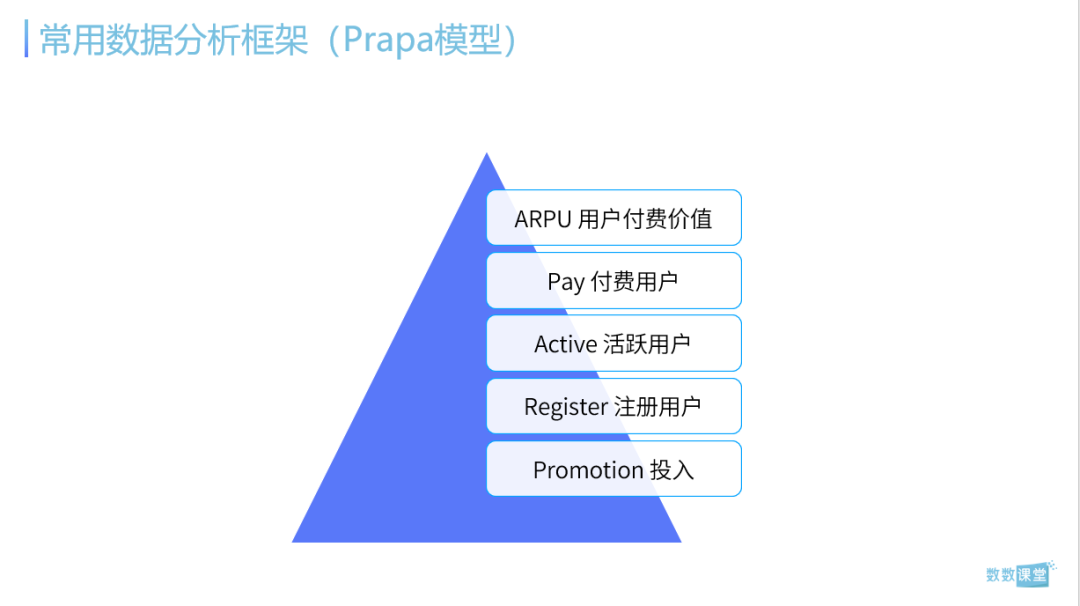 常用数据分析框架（Prapa模型）
ARPU 用户付费价值
Pay 付费用户
Active 活跃用户
Register 注册用户
Promotion 投入
数数课堂